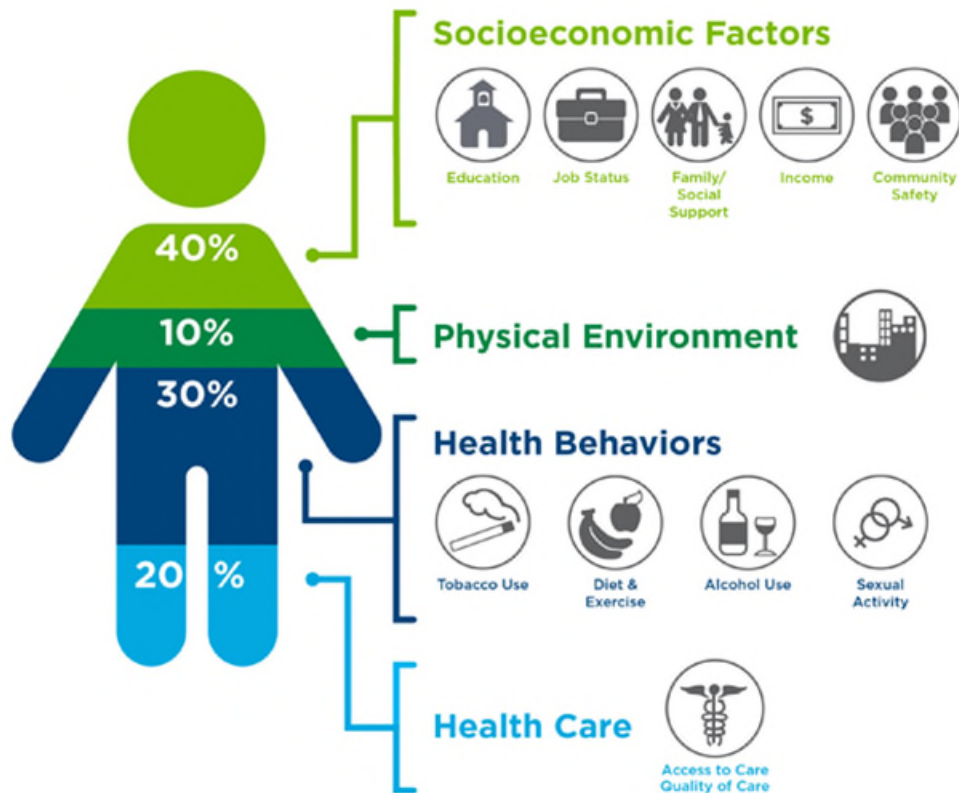 Socioeconomic Factors
$
Education
Job Status
Family/
Social
Support
Income
Community
Safety
40%
10%
Physical Environment
30%
Health Behaviors
Tobacco Use
Diet &
Exercise
Alcohol Use
Sexual
Activity
20 %
Health Care
Access to Care
Quality of Care